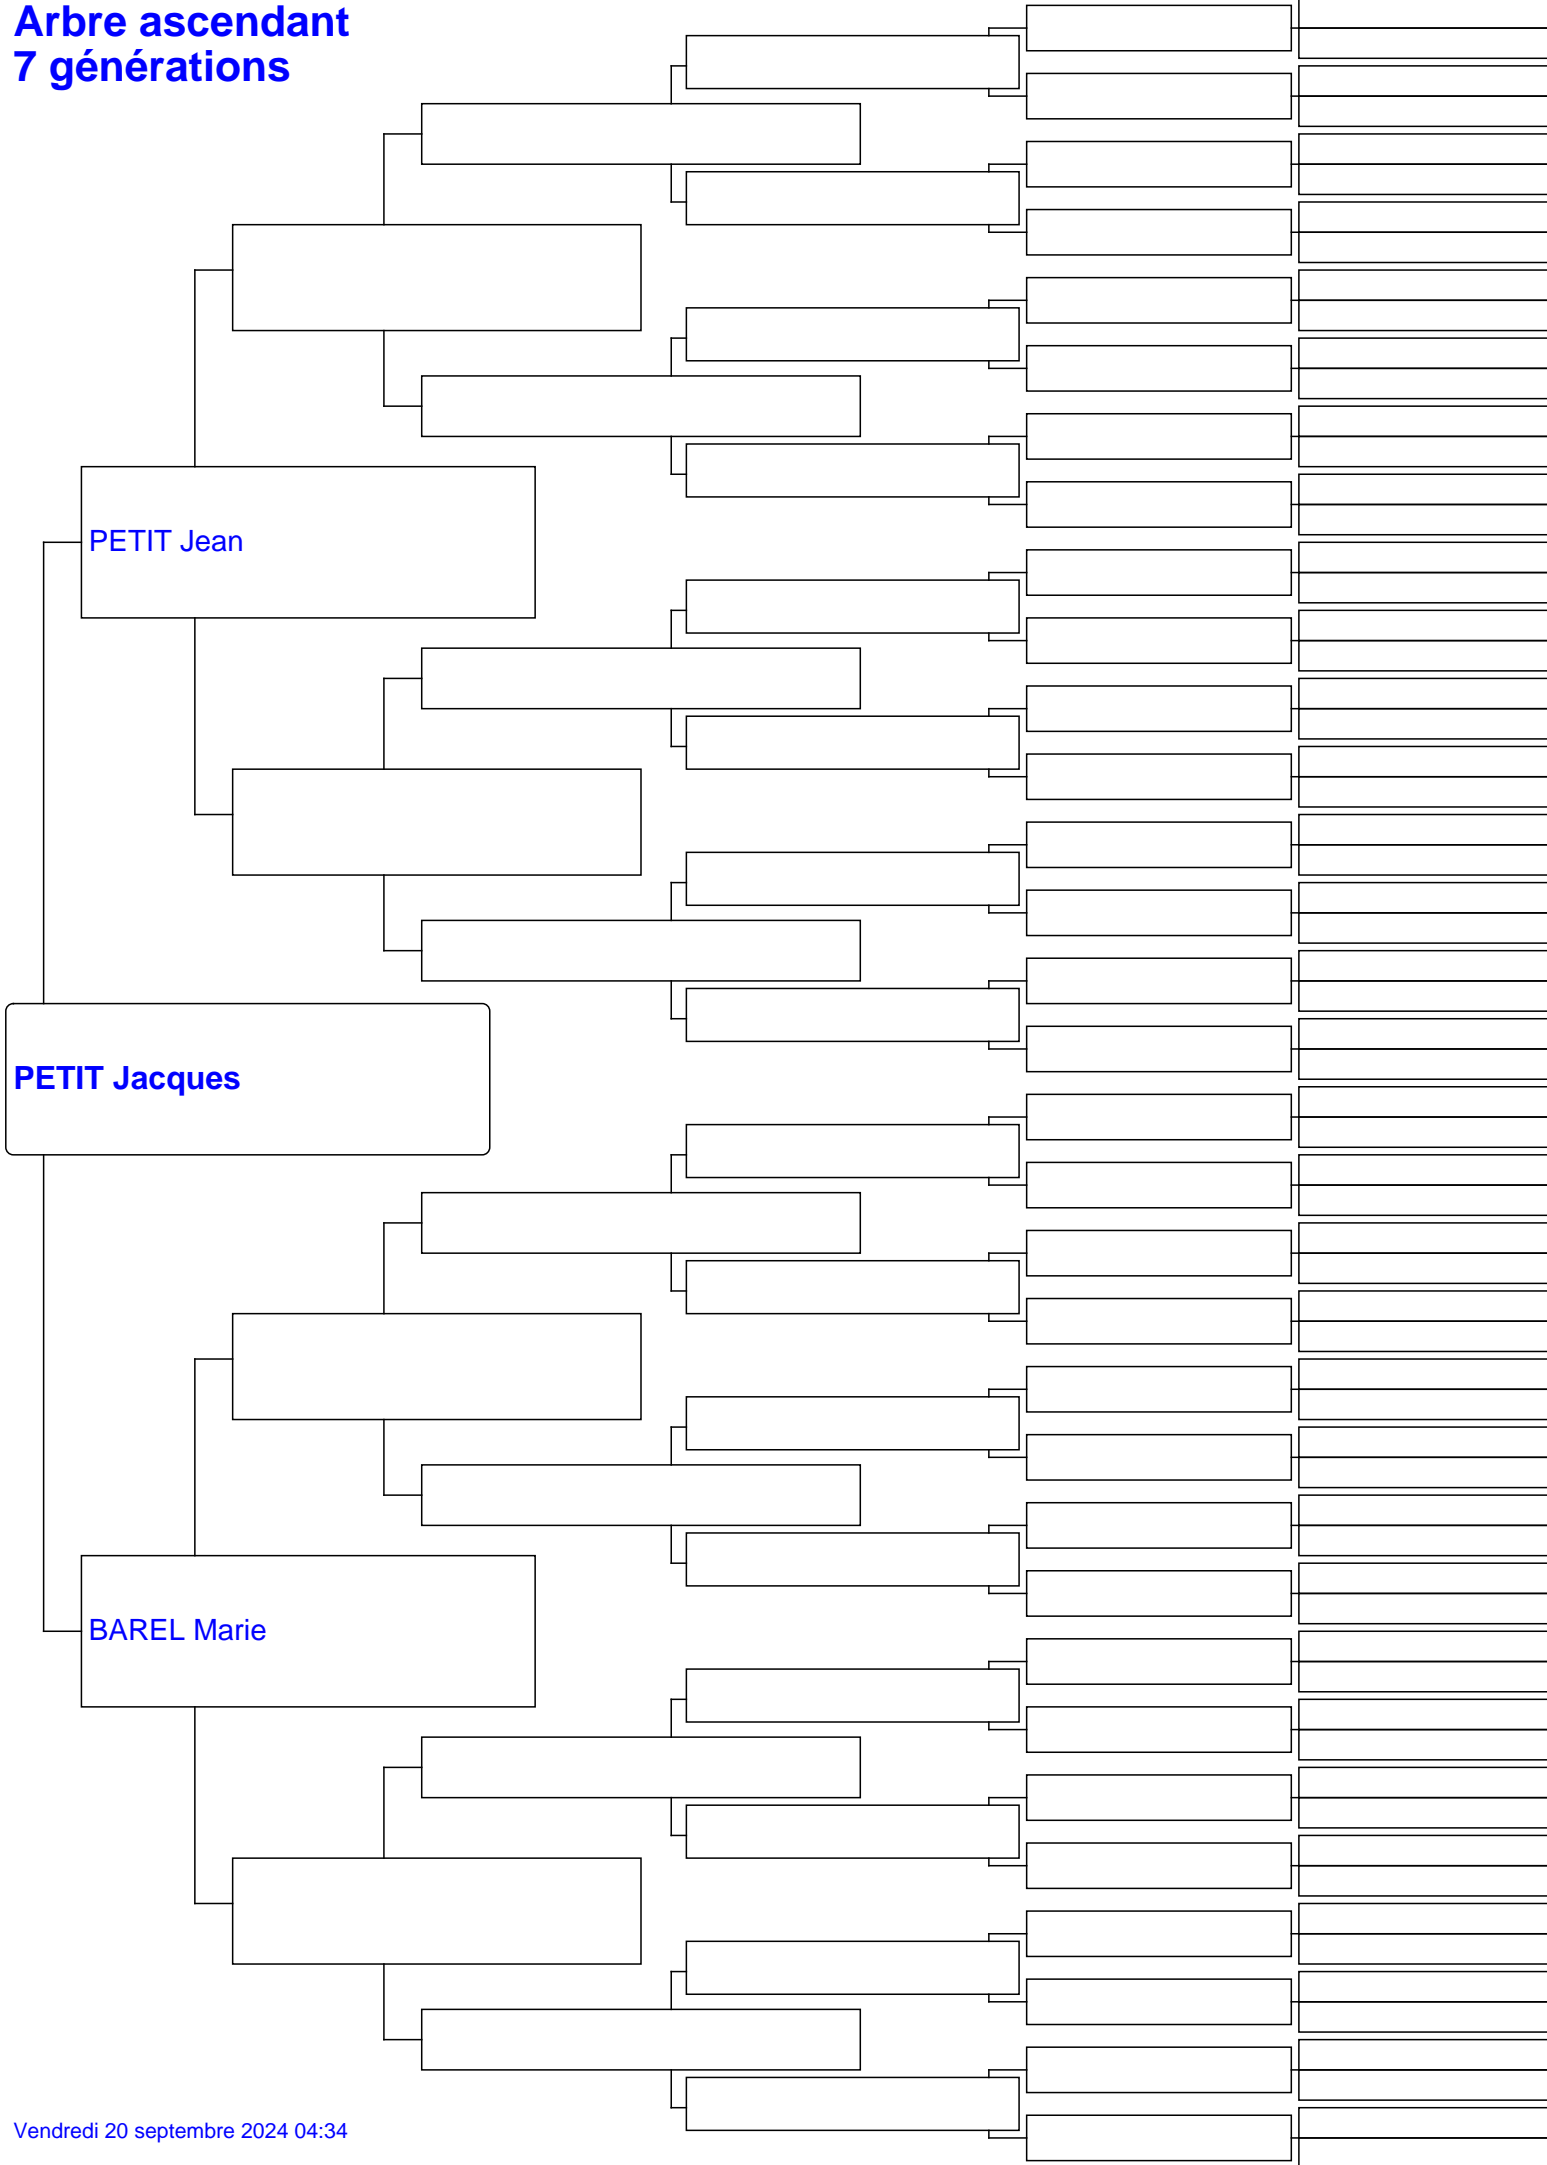 Arbre ascendant
7 générations
PETIT Jean
PETIT Jacques
BAREL Marie
Vendredi 20 septembre 2024 04:34